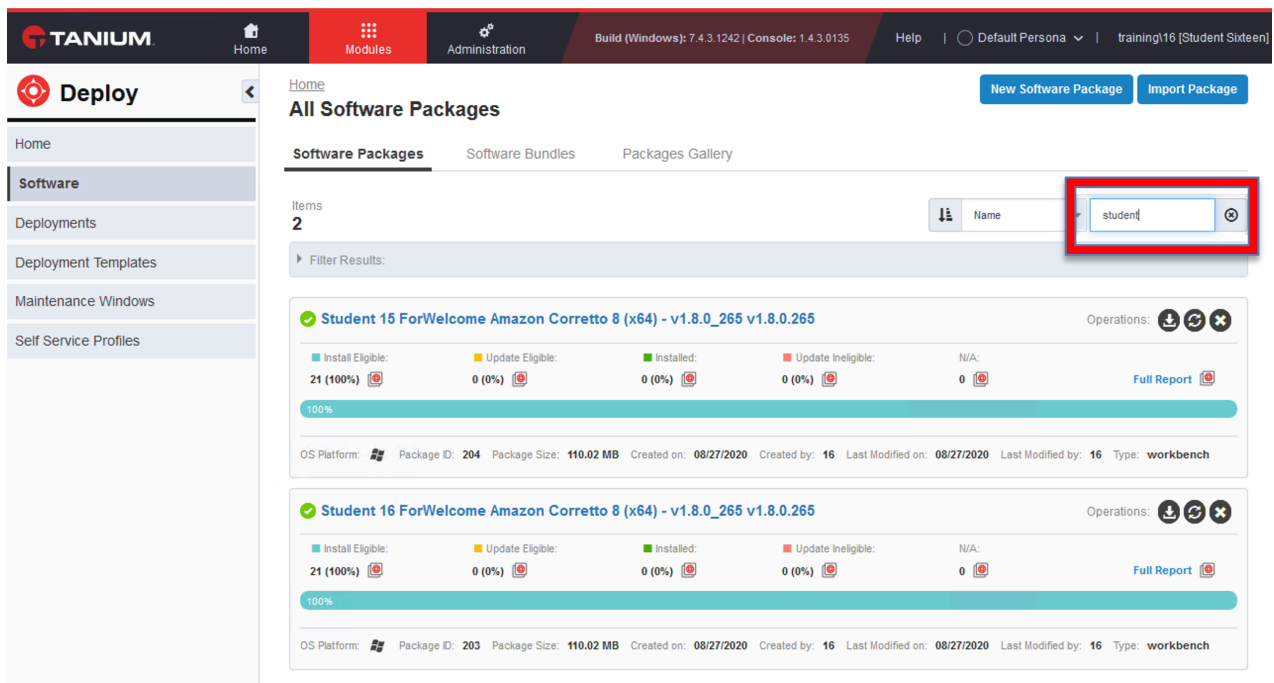 TANIUM.
Home
Modules
Administration
Build (Windows): 7.4.3.1242 | Console: 1.4.3.0135
Help | Default Persona | training\16 [Student Sixteen]
Deploy
Home
Software
Deployments
Deployment Templates
Maintenance Windows
Self Service Profiles
Home
All Software Packages
New Software Package
Import Package
Software Packages Software Bundles Packages Gallery
Items
2
Name
student
Filter Results:
Student 15 ForWelcome Amazon Corretto 8 (x64) - v1.8.0_265 v1.8.0.265
Operations:
Install Eligible: Update Eligible: Installed: Update Ineligible: N/A:
21 (100%) 0 (0%) 0 (0%) 0 (0%) 0 Full Report
100%
OS Platform: Package ID: 204 Package Size: 110.02 MB Created on: 08/27/2020 Created by: 16 Last Modified on: 08/27/2020 Last Modified by: 16 Type: workbench
Student 16 ForWelcome Amazon Corretto 8 (x64) - v1.8.0_265 v1.8.0.265
Operations:
Install Eligible: Update Eligible: Installed: Update Ineligible: N/A:
21 (100%) 0 (0%) 0 (0%) 0 (0%) 0 Full Report
100%
OS Platform: Package ID: 203 Package Size: 110.02 MB Created on: 08/27/2020 Created by: 16 Last Modified on: 08/27/2020 Last Modified by: 16 Type: workbench